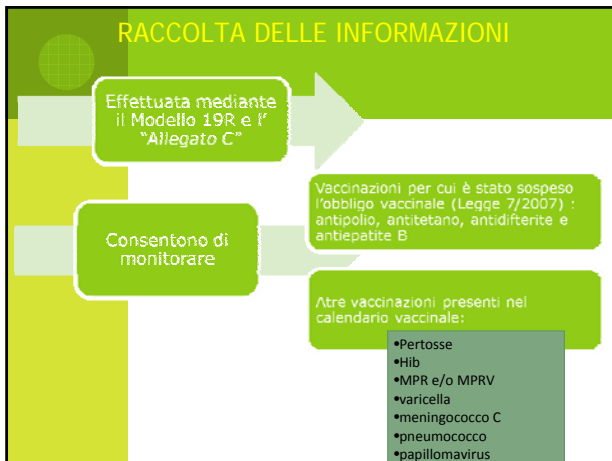 RACCOLTA DELLE INFORMAZIONI
Effettuata mediante
il Modello 19R e l'
"Allegato C"
Vaccinazioni per cui è stato sospeso
l'obbligo vaccinale (Legge 7/2007) :
antipolio, antitetano, antidifterite e
antiepatite B
Consentono di
monitorare
Atre vaccinazioni presenti nel
calendario vaccinale:
•Pertosse
•Hib
•MPR e/o MPRV
•varicella
•meningococco C
•pneumococco
•papillomavirus